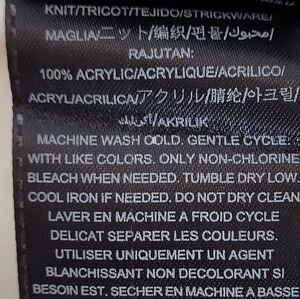 KNIT/TRICOT/TEJIDO/STRICKWARE/
MAGLIA/ニット/编织/편물/محبوك/
RAJUTAN:
100% ACRYLIC/ACRYLIQUE/ACRILICO/
ACRYL/ACRILICA/アクリル/腈纶/아크릴/
أكريليك/AKRILIK
MACHINE WASH COLD. GENTLE CYCLE.
WITH LIKE COLORS. ONLY NON-CHLORINE
BLEACH WHEN NEEDED. TUMBLE DRY LOW.
COOL IRON IF NEEDED. DO NOT DRY CLEAN
LAVER EN MACHINE A FROID CYCLE
DELICAT SEPARER LES COULEURS.
UTILISER UNIQUEMENT UN AGENT
BLANCHISSANT NON DECOLORANT SI
BESOIN EST. SECHER EN MACHINE A BASSE